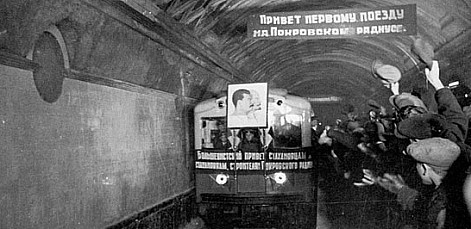 ПРИВЕТ ПЕРВОМУ ПОЕЗДУ
НА ПОКРОВСКОМ РАДИУСЕ.
БОЛЬШЕВИСТСКИЙ ПРИВЕТ СТАХАНОВЦАМ
СТРОИТЕЛЯМ ПОКРОВСКОГО РАДИУСА